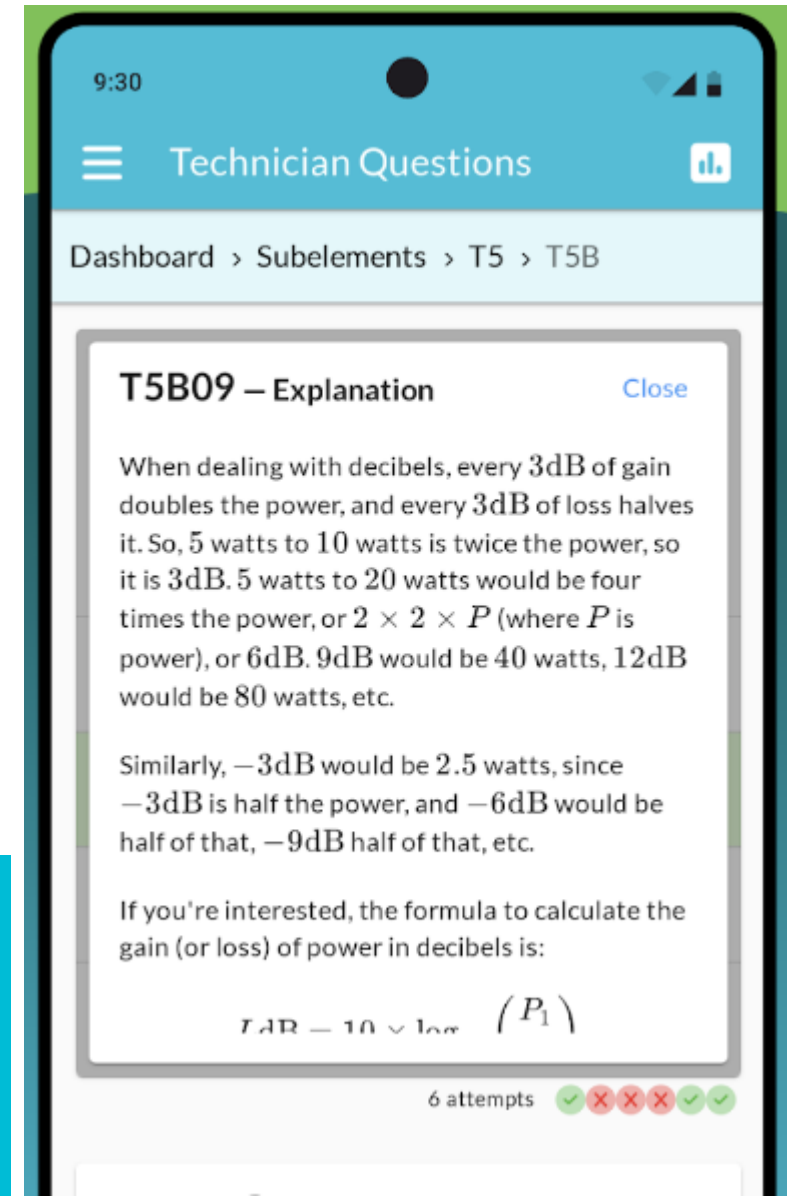 9:30
Technician Questions
Dashboard > Subelements > T5 > T5B
T5B09 – Explanation
Close
When dealing with decibels, every 3dB of gain
doubles the power, and every 3dB of loss halves
it. So, 5 watts to 10 watts is twice the power, so
it is 3dB. 5 watts to 20 watts would be four
times the power, or 2 × 2 × P (where P is
power), or 6dB. 9dB would be 40 watts, 12dB
would be 80 watts, etc.
Similarly, −3dB would be 2.5 watts, since
−3dB is half the power, and −6dB would be
half of that, −9dB half of that, etc.
If you're interested, the formula to calculate the
gain (or loss) of power in decibels is:
dB = 10 × log (P₁)
6 attempts